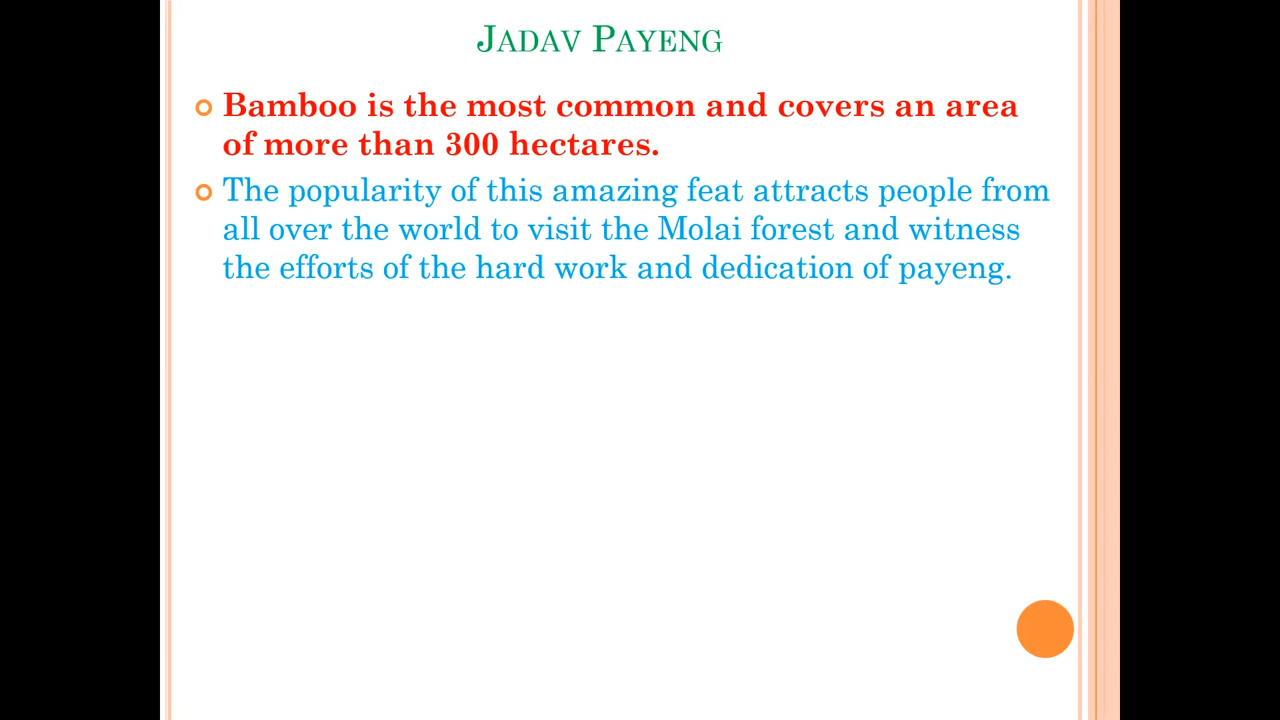 Jadav Payeng
Bamboo is the most common and covers an area
of more than 300 hectares.
The popularity of this amazing feat attracts people from
all over the world to visit the Molai forest and witness
the efforts of the hard work and dedication of payeng.